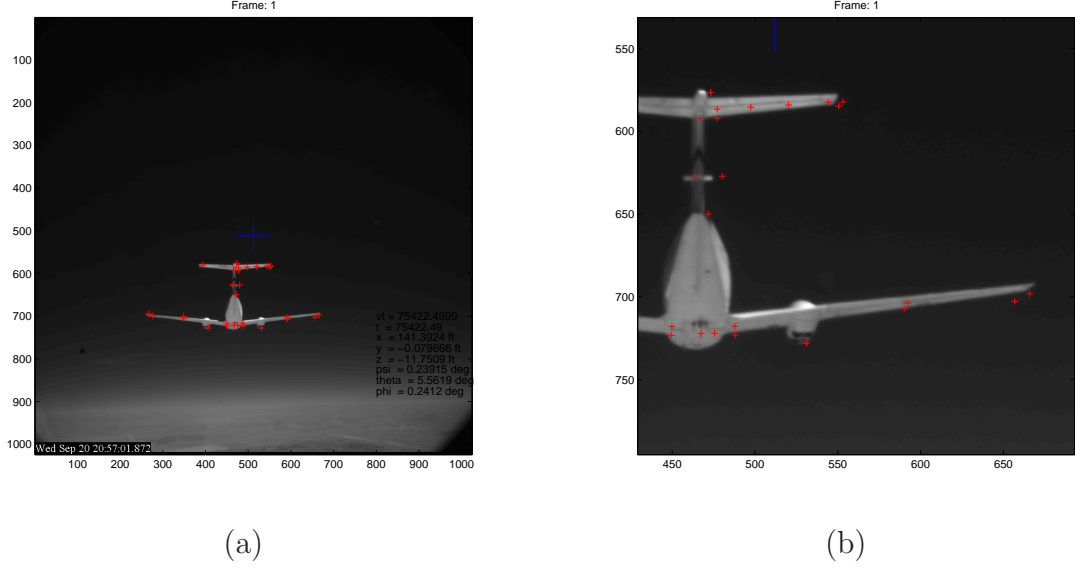 Frame: 1
100
200
300
400
500
600
700
800
900
1000
100 200 300 400 500 600 700 800 900 1000
vt = 75422.4999
t = 75422.49
x = 141.3924 ft
y = −0.079666 ft
z = −11.7509 ft
psi = 0.23915 deg
theta = 5.5619 deg
phi = 0.2412 deg
Wed Sep 20 20:57:01.872
(a)
Frame: 1
550
600
650
700
750
450 500 550 600 650
(b)